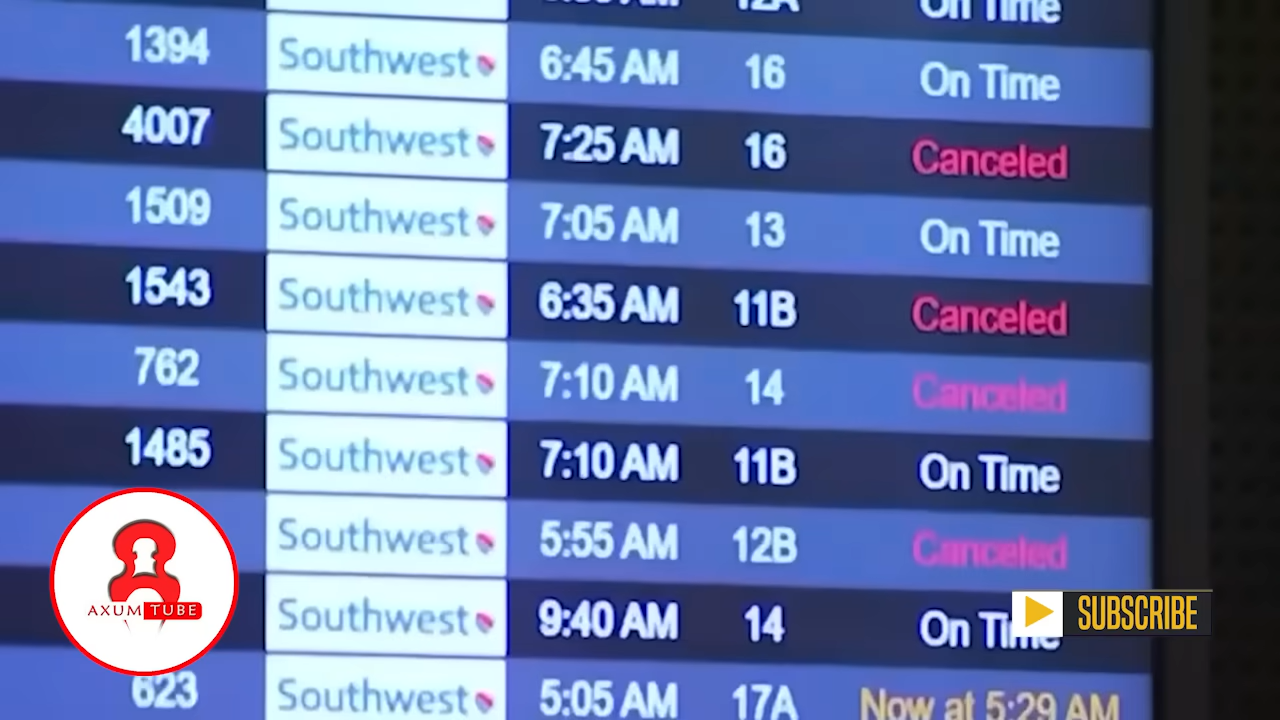 12A On Time
1394 Southwest 6:45 AM 16 On Time
4007 Southwest 7:25 AM 16 Canceled
1509 Southwest 7:05 AM 13 On Time
1543 Southwest 6:35 AM 11B Canceled
762 Southwest 7:10 AM 14 Canceled
1485 Southwest 7:10 AM 11B On Time
Southwest 5:55 AM 12B Canceled
Southwest 9:40 AM 14 On Time
623 Southwest 5:05 AM 17A Now at 5:29 AM
AXUM TUBE
SUBSCRIBE